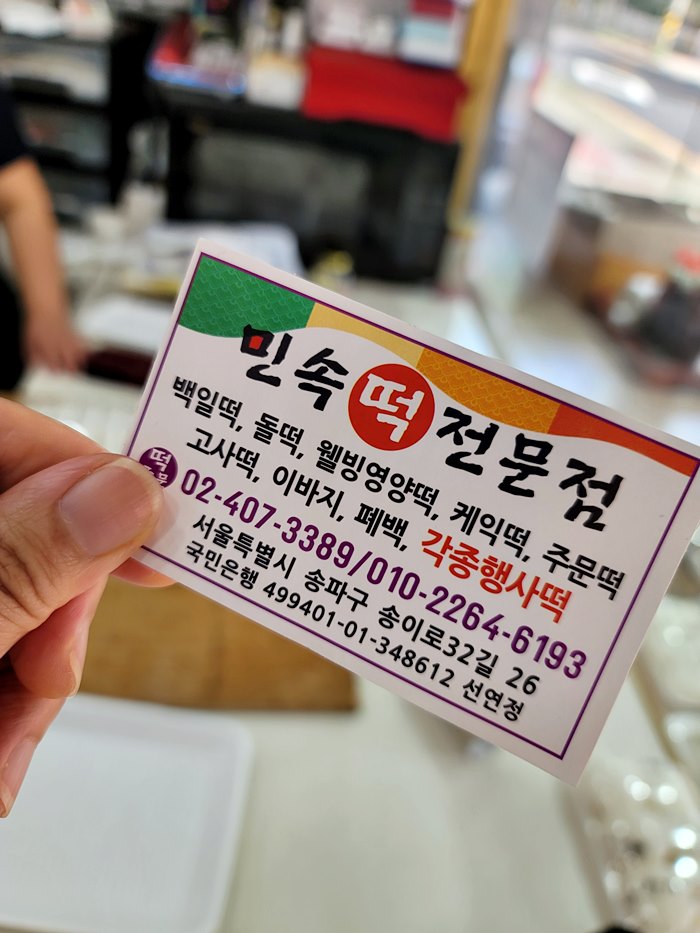 민속떡전문점
백일떡, 돌떡, 웰빙영양떡, 케익떡, 주문떡
고사떡, 이바지, 폐백, 각종행사떡
떡 02-407-3389/010-2264-6193
서울특별시 송파구 송이로32길 26
국민은행 499401-01-348612 선연정